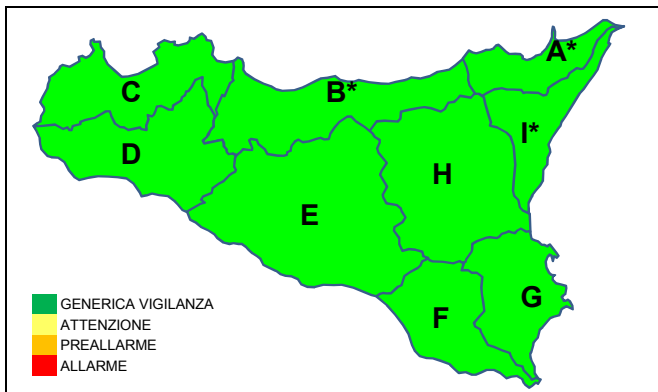 A*
C
B*
I*
D
H
E
G
F
GENERICA VIGILANZA
ATTENZIONE
PREALLARME
ALLARME